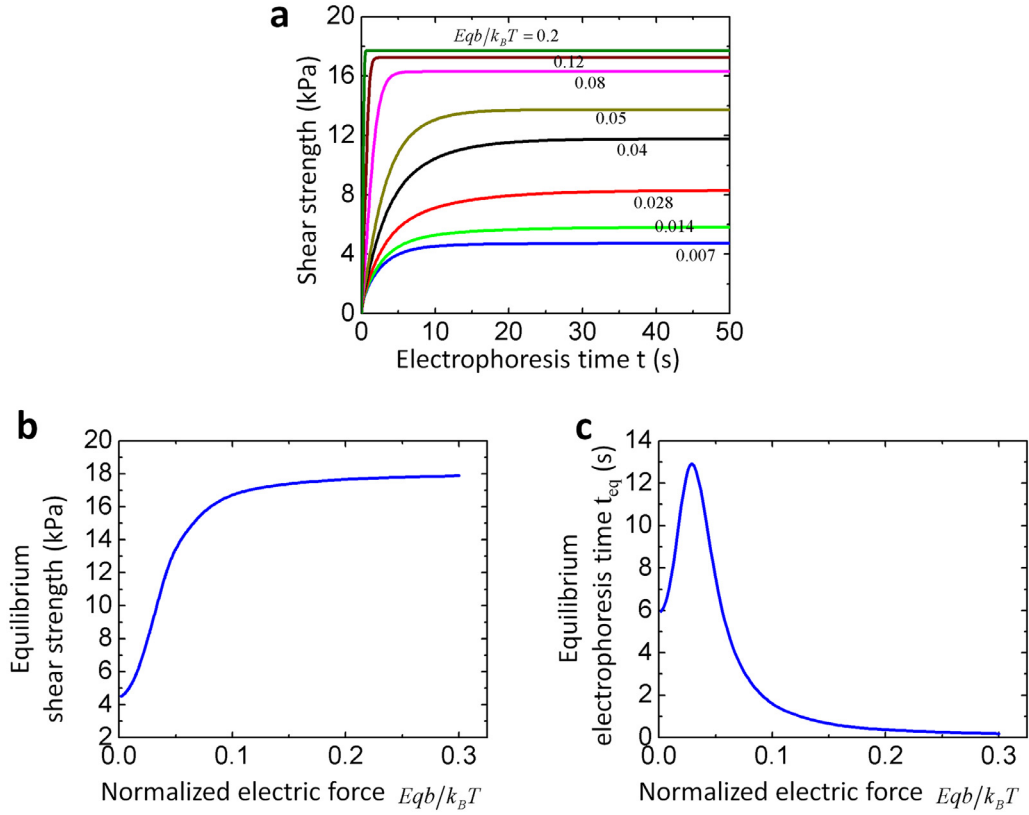 a
Shear strength (kPa)
20
16
12
8
4
0
Eqb/k_BT = 0.2
0.12
0.08
0.05
0.04
0.028
0.014
0.007
0 10 20 30 40 50
Electrophoresis time t (s)
b
Equilibrium
shear strength (kPa)
20
18
16
14
12
10
8
6
4
2
0.0 0.1 0.2 0.3
Normalized electric force Eqb/k_BT
c
Equilibrium
electrophoresis time t_eq (s)
14
12
10
8
6
4
2
0
0.0 0.1 0.2 0.3
Normalized electric force Eqb/k_BT